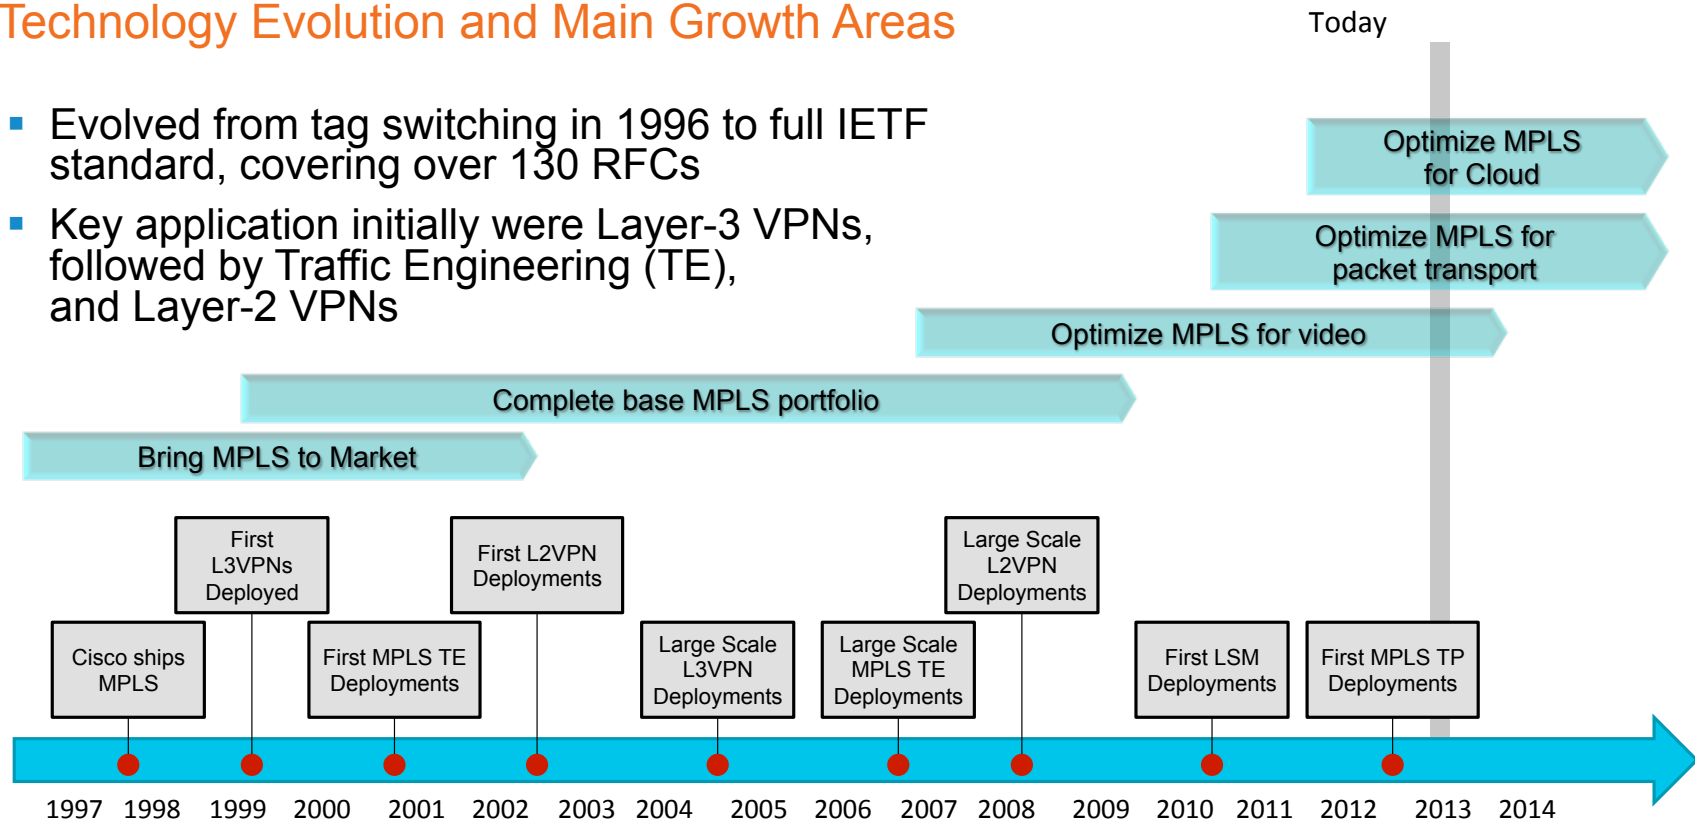 Technology Evolution and Main Growth Areas
Today
Evolved from tag switching in 1996 to full IETF
standard, covering over 130 RFCs
Key application initially were Layer-3 VPNs,
followed by Traffic Engineering (TE),
and Layer-2 VPNs
Optimize MPLS
for Cloud
Optimize MPLS for
packet transport
Optimize MPLS for video
Complete base MPLS portfolio
Bring MPLS to Market
Cisco ships
MPLS
First
L3VPNs
Deployed
First MPLS TE
Deployments
First L2VPN
Deployments
Large Scale
L3VPN
Deployments
Large Scale
MPLS TE
Deployments
Large Scale
L2VPN
Deployments
First LSM
Deployments
First MPLS TP
Deployments
1997 1998 1999 2000 2001 2002 2003 2004 2005 2006 2007 2008 2009 2010 2011 2012 2013 2014